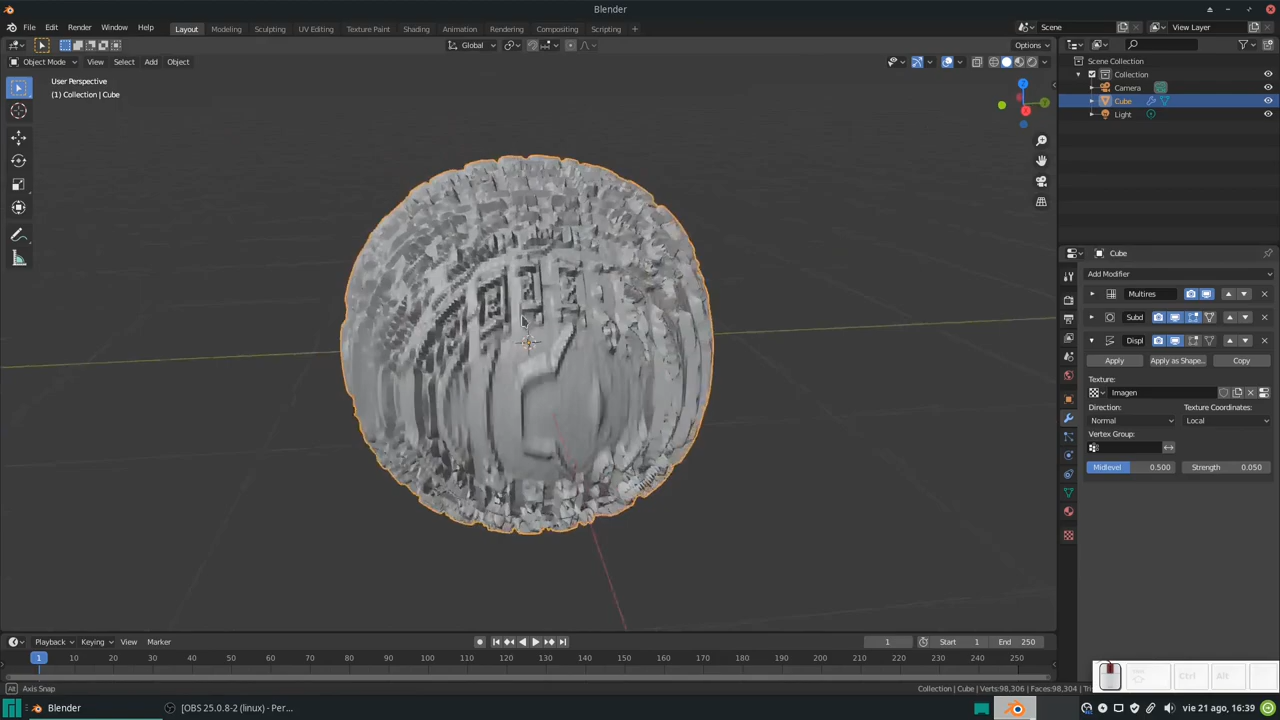 Blender
File Edit Render Window Help
Layout Modeling Sculpting UV Editing Texture Paint Shading Animation Rendering Compositing Scripting
Scene
View Layer
Global
Options
Object Mode View Select Add Object
User Perspective
(1) Collection | Cube
Scene Collection
Collection
Camera
Cube
Light
Cube
Add Modifier
Multires
Subd
Displ
Apply Apply as Shape.. Copy
Texture:
Imagen
Direction: Texture Coordinates:
Normal Local
Vertex Group:
Midlevel 0.500 Strength 0.050
Playback Keying View Marker
1 Start 1 End 250
1 10 20 30 40 50 60 70 80 90 100 110 120 130 140 150 160 170 180 190 200 210 220 230 240 250
Ctrl Alt
Axis Snap
Collection | Cube | Verts:98,306 | Faces:98,304 | Tri
Blender
[OBS 25.0.8-2 (linux) - Per...
vie 21 ago, 16:39